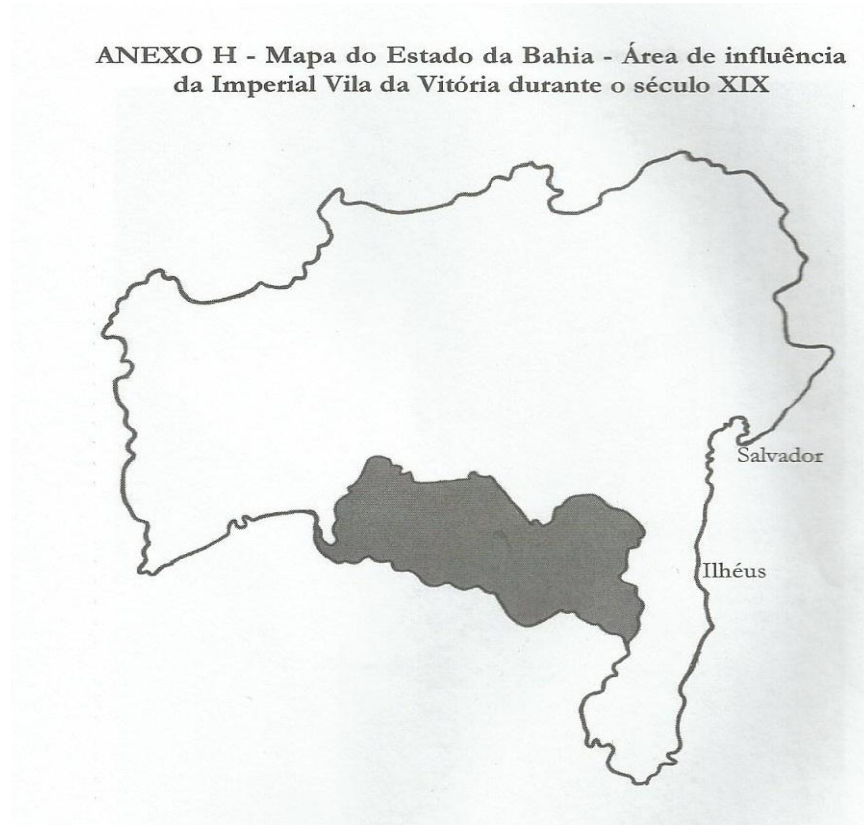 ANEXO H - Mapa do Estado da Bahia - Área de influência
da Imperial Vila da Vitória durante o século XIX
Salvador
Ilhéus